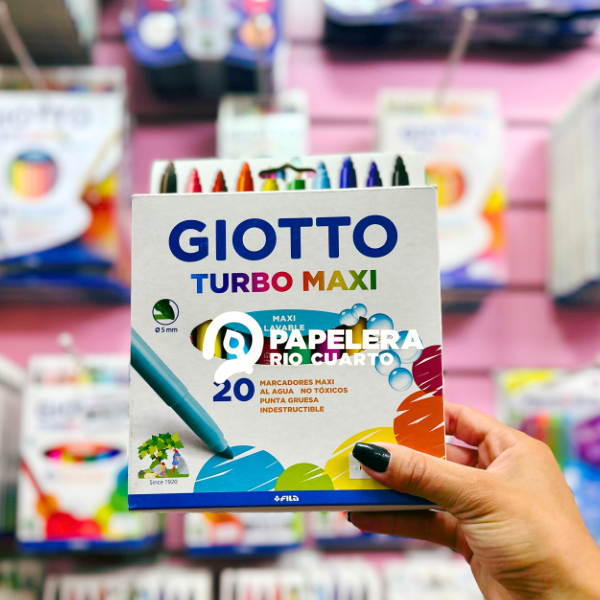 GIOTTO
GIOTTO
TURBO MAXI
Ø 5 mm
MAXI
LAVABLE
PAPELERA
RIO CUARTO
20
MARCADORES MAXI
AL AGUA NO TÓXICOS
PUNTA GRUESA
INDESTRUCTIBLE
Since 1920
FILA